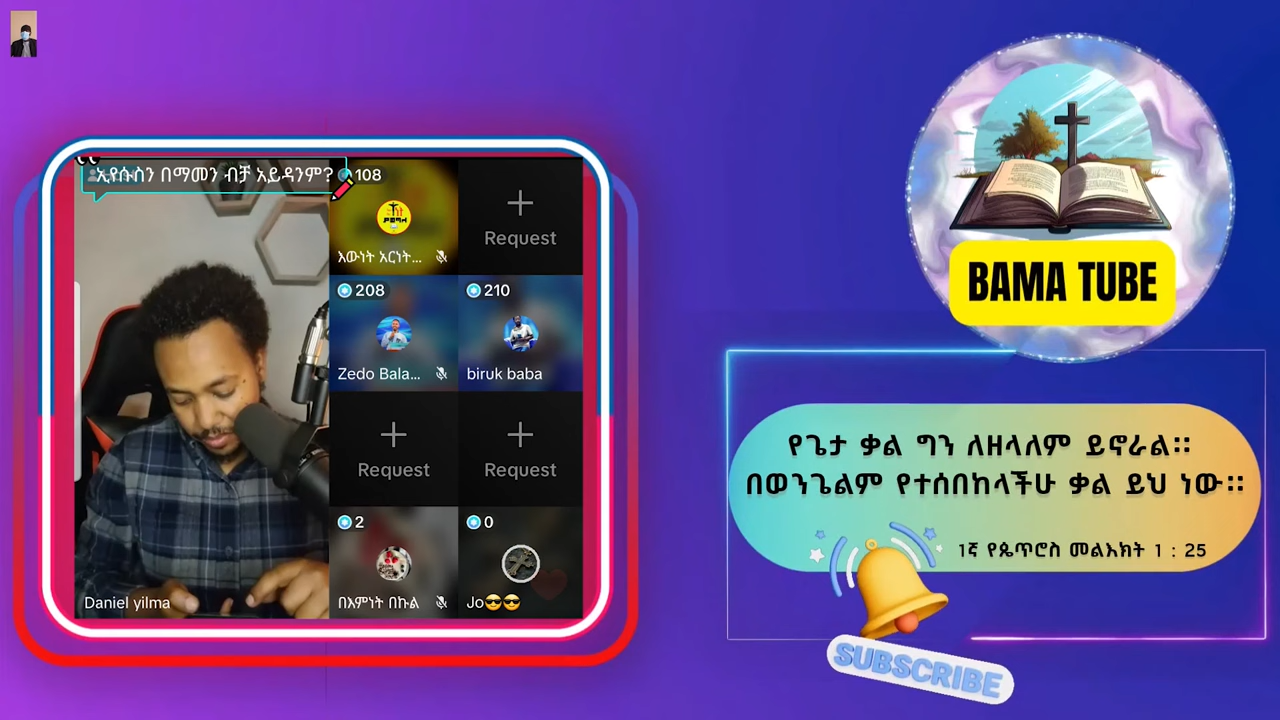 ኢየሱስን በማመን ብቻ አይዳንም?
108
እውነት አርነት...
Request
208
Zedo Bala...
210
biruk baba
Request
Request
2
በእምነት በኩል
0
Jo😎😎
Daniel yilma
BAMA TUBE
የጌታ ቃል ግን ለዘላለም ይኖራል።
በወንጌልም የተሰበከላችሁ ቃል ይህ ነው።
1ኛ የጴጥሮስ መልእክት 1 : 25
SUBSCRIBE